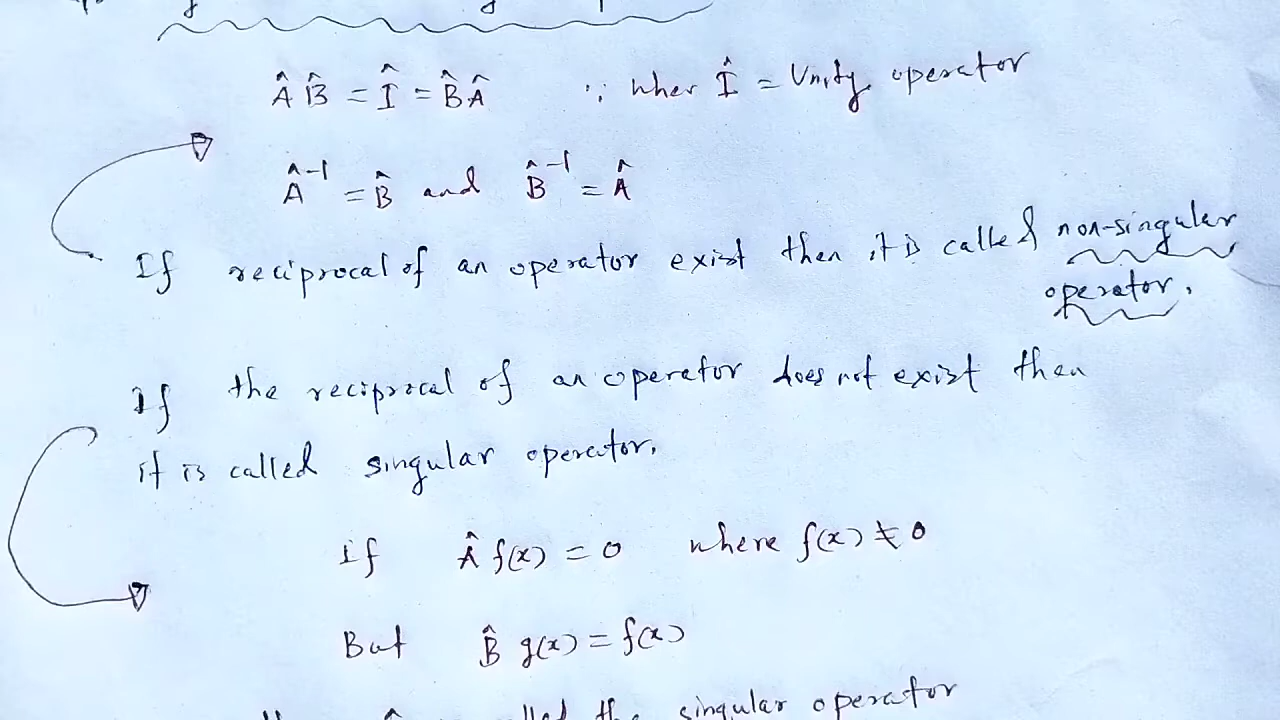 Â B̂ = Î = B̂ Â ∵ wher Î = Unity operator
Â⁻¹ = B̂ and B̂⁻¹ = Â
If reciprocal of an operator exist then it is called non-singular
operator.
If the reciprocal of an operator does not exist then
it is called singular operator.
if Â f(x) = 0 where f(x) ≠ 0
But B̂ g(x) = f(x)
the singular operator